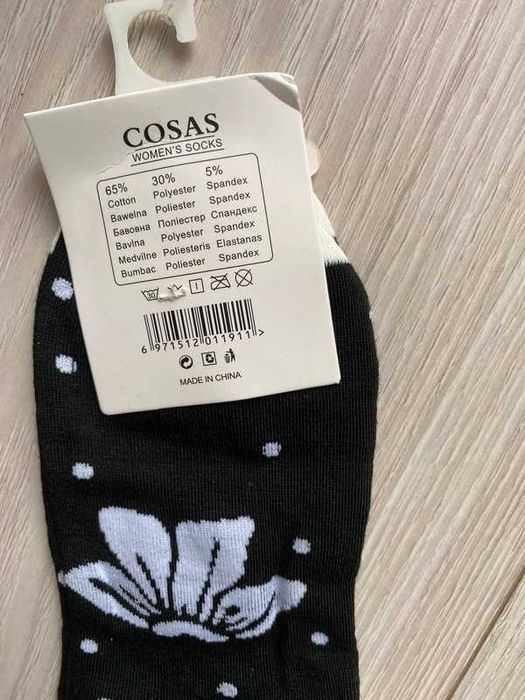 COSAS
WOMEN'S SOCKS
65% 30% 5%
Cotton Polyester Spandex
Bawelna Poliester Spandex
Бавовна Поліестер Спандекс
Bavlna Polyester Spandex
Medvilne Poliesteris Elastanas
Bumbac Poliester Spandex
30
6 971512 011911 >
MADE IN CHINA